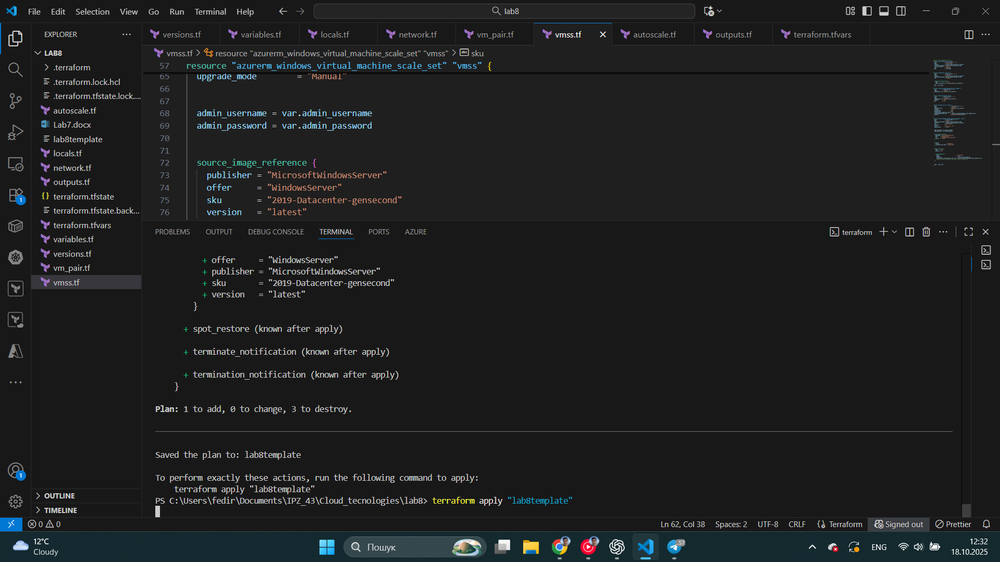 File Edit Selection View Go Run Terminal Help
lab8
EXPLORER
LAB8
.terraform
.terraform.lock.hcl
.terraform.tfstate.lock....
autoscale.tf
Lab7.docx
lab8template
locals.tf
network.tf
outputs.tf
terraform.tfstate
terraform.tfstate.back...
terraform.tfvars
variables.tf
versions.tf
vm_pair.tf
vmss.tf
OUTLINE
TIMELINE
versions.tf variables.tf locals.tf network.tf vm_pair.tf vmss.tf autoscale.tf outputs.tf terraform.tfvars
vmss.tf > resource "azurerm_windows_virtual_machine_scale_set" "vmss" > sku
57 resource "azurerm_windows_virtual_machine_scale_set" "vmss" {
65 upgrade_mode = "Manual"
66
67
68 admin_username = var.admin_username
69 admin_password = var.admin_password
70
71
72 source_image_reference {
73 publisher = "MicrosoftWindowsServer"
74 offer = "WindowsServer"
75 sku = "2019-Datacenter-gensecond"
76 version = "latest"
PROBLEMS OUTPUT DEBUG CONSOLE TERMINAL PORTS AZURE
terraform
+ offer = "WindowsServer"
+ publisher = "MicrosoftWindowsServer"
+ sku = "2019-Datacenter-gensecond"
+ version = "latest"
}
+ spot_restore (known after apply)
+ terminate_notification (known after apply)
+ termination_notification (known after apply)
}
Plan: 1 to add, 0 to change, 3 to destroy.
Saved the plan to: lab8template
To perform exactly these actions, run the following command to apply:
terraform apply "lab8template"
PS C:\Users\fedir\Documents\IPZ_43\Cloud_tecnologies\lab8> terraform apply "lab8template"
1
1
0 0
Ln 62, Col 38 Spaces: 2 UTF-8 CRLF Terraform Signed out Prettier
12°C
Cloudy
Пошук
57
ENG
12:32
18.10.2025